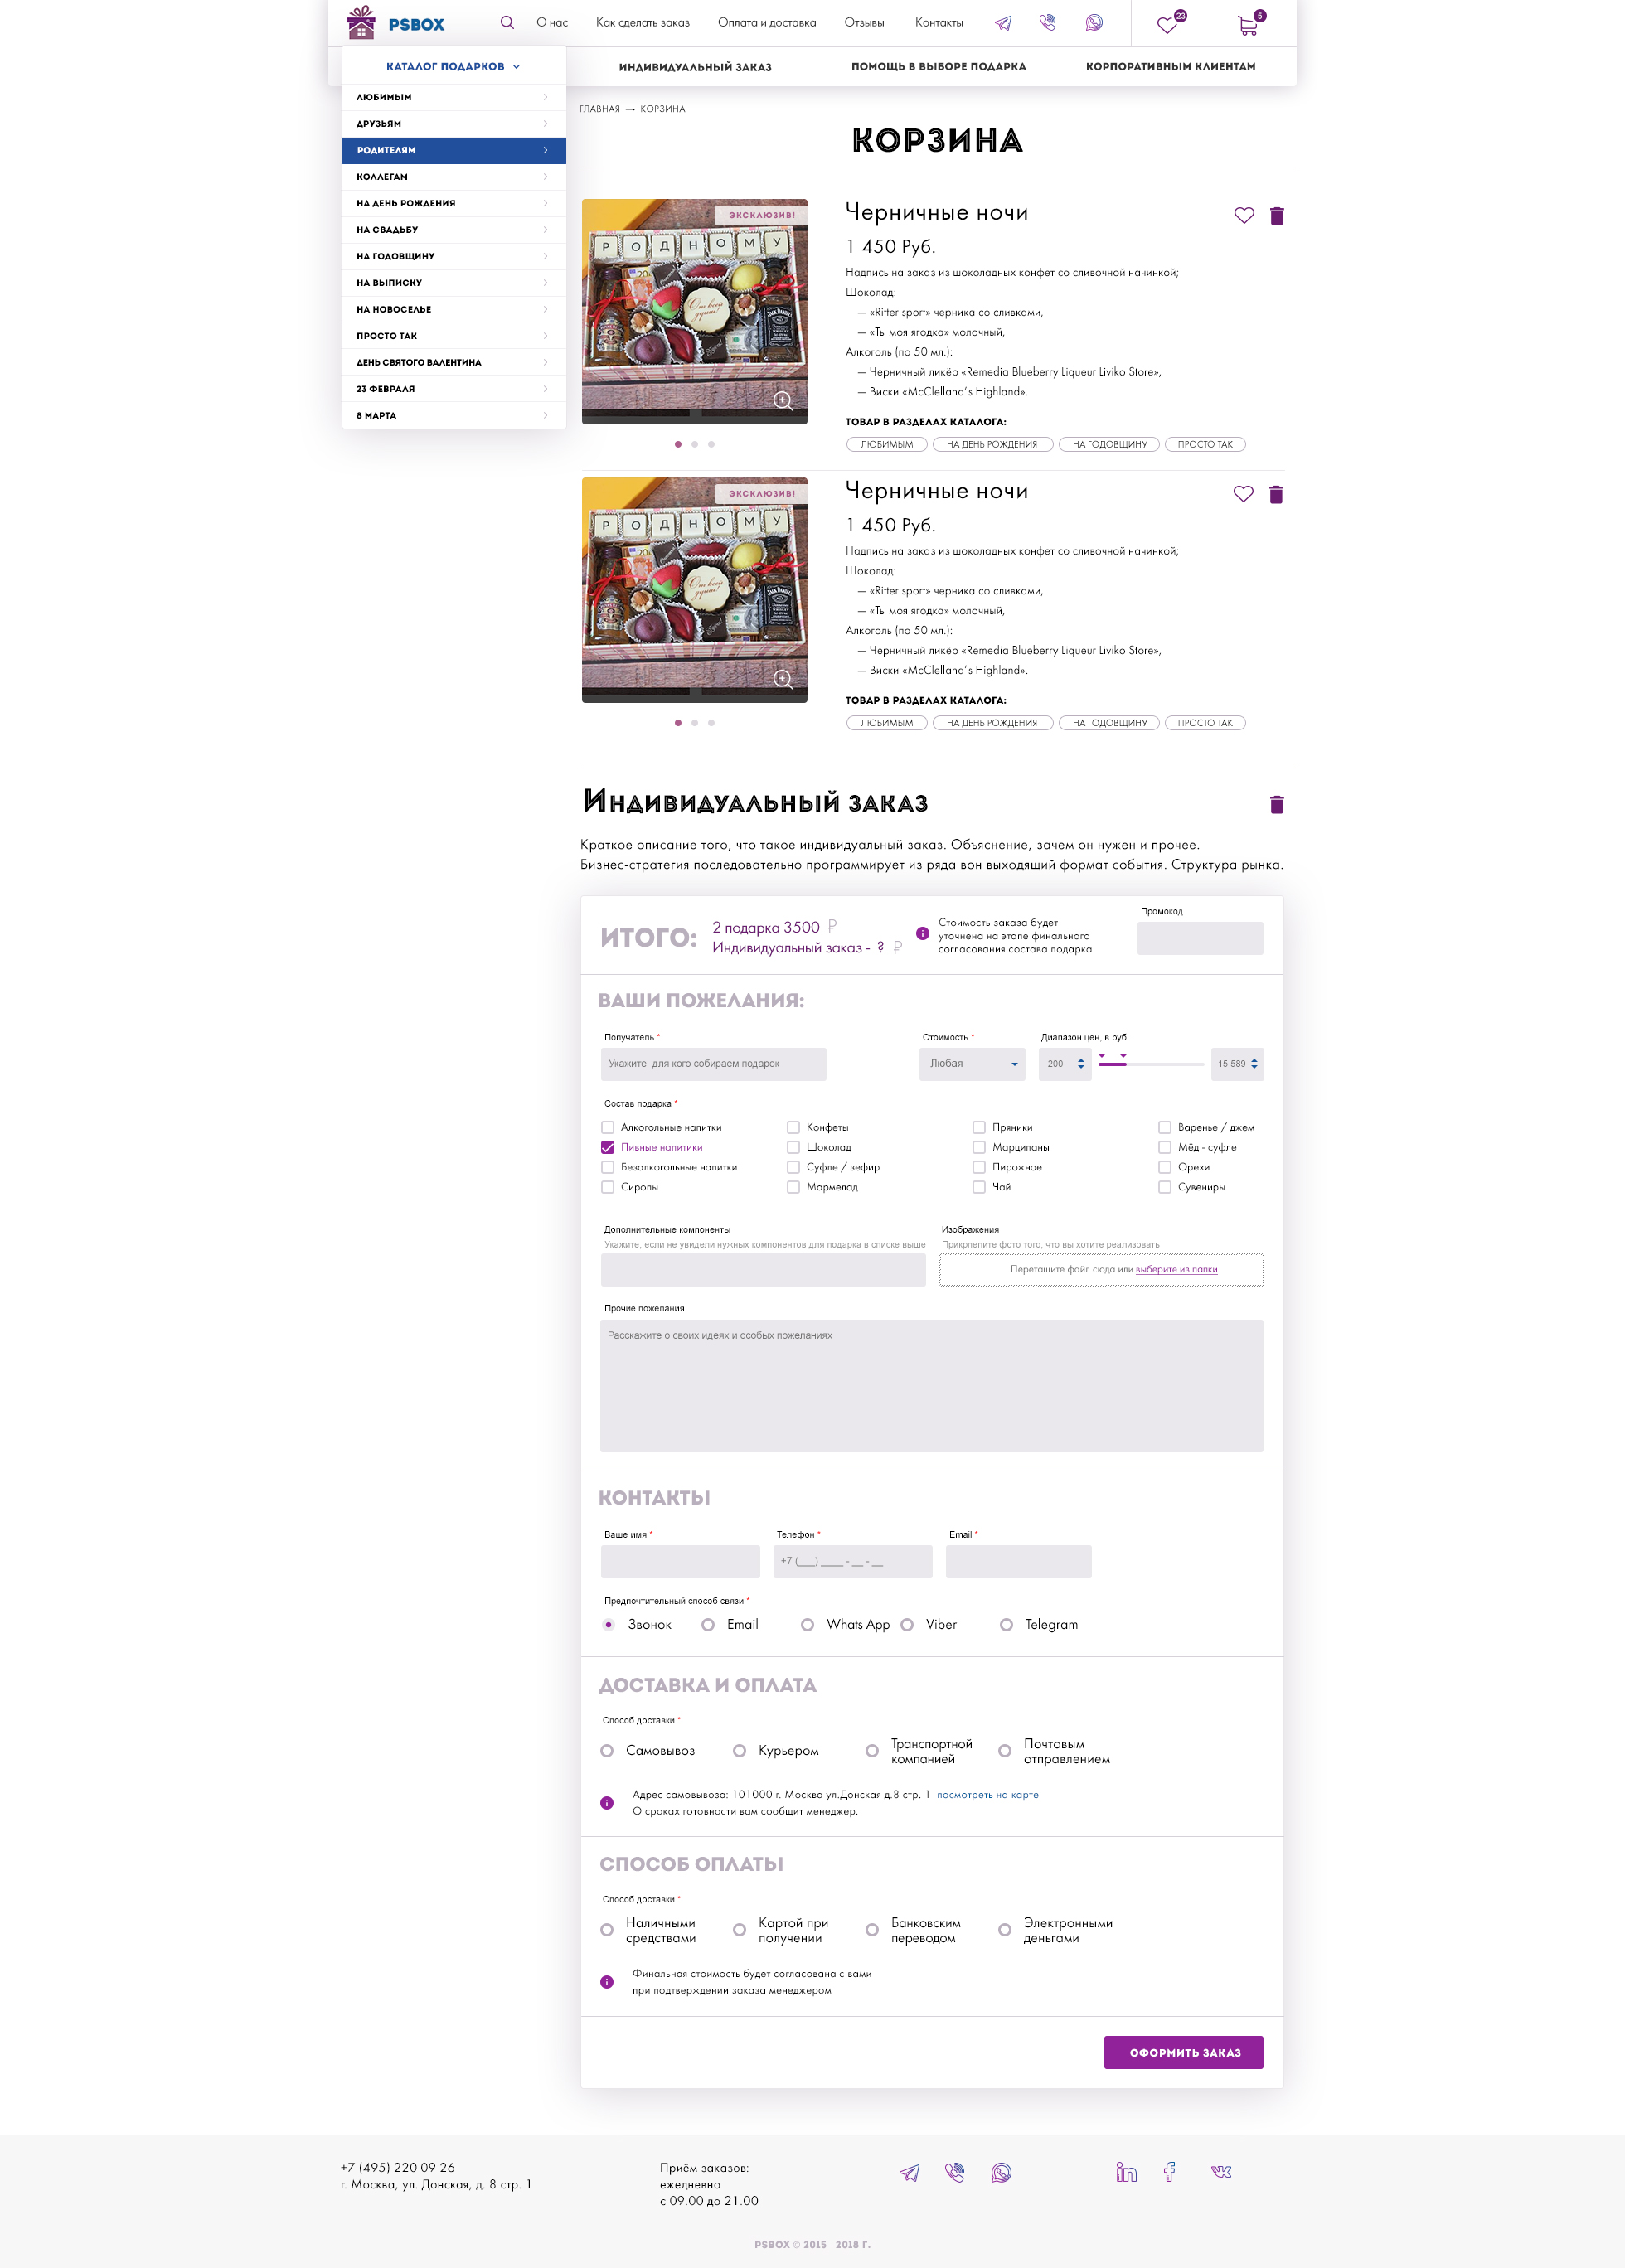 PSBOX
О нас
Как сделать заказ
Оплата и доставка
Отзывы
Контакты
23
5
КАТАЛОГ ПОДАРКОВ
ИНДИВИДУАЛЬНЫЙ ЗАКАЗ
ПОМОЩЬ В ВЫБОРЕ ПОДАРКА
КОРПОРАТИВНЫМ КЛИЕНТАМ
ЛЮБИМЫМ
ДРУЗЬЯМ
РОДИТЕЛЯМ
КОЛЛЕГАМ
НА ДЕНЬ РОЖДЕНИЯ
НА СВАДЬБУ
НА ГОДОВЩИНУ
НА ВЫПИСКУ
НА НОВОСЕЛЬЕ
ПРОСТО ТАК
ДЕНЬ СВЯТОГО ВАЛЕНТИНА
23 ФЕВРАЛЯ
8 МАРТА
ГЛАВНАЯ → КОРЗИНА
КОРЗИНА
ЭКСКЛЮЗИВ!
РОДНОМУ
От всей души!
JACK DANIEL'S
Черничные ночи
1 450 Руб.
Надпись на заказ из шоколадных конфет со сливочной начинкой;
Шоколад:
— «Ritter sport» черника со сливками,
— «Ты моя ягодка» молочный,
Алкоголь (по 50 мл.):
— Черничный ликёр «Remedia Blueberry Liqueur Liviko Store»,
— Виски «McClelland's Highland».
ТОВАР В РАЗДЕЛАХ КАТАЛОГА:
ЛЮБИМЫМ
НА ДЕНЬ РОЖДЕНИЯ
НА ГОДОВЩИНУ
ПРОСТО ТАК
ЭКСКЛЮЗИВ!
РОДНОМУ
От всей души!
JACK DANIEL'S
Черничные ночи
1 450 Руб.
Надпись на заказ из шоколадных конфет со сливочной начинкой;
Шоколад:
— «Ritter sport» черника со сливками,
— «Ты моя ягодка» молочный,
Алкоголь (по 50 мл.):
— Черничный ликёр «Remedia Blueberry Liqueur Liviko Store»,
— Виски «McClelland's Highland».
ТОВАР В РАЗДЕЛАХ КАТАЛОГА:
ЛЮБИМЫМ
НА ДЕНЬ РОЖДЕНИЯ
НА ГОДОВЩИНУ
ПРОСТО ТАК
Индивидуальный заказ
Краткое описание того, что такое индивидуальный заказ. Объяснение, зачем он нужен и прочее.
Бизнес-стратегия последовательно программирует из ряда вон выходящий формат события. Структура рынка.
ИТОГО:
2 подарка 3500 ₽
Индивидуальный заказ - ? ₽
Стоимость заказа будет
уточнена на этапе финального
согласования состава подарка
Промокод
ВАШИ ПОЖЕЛАНИЯ:
Получатель *
Укажите, для кого собираем подарок
Стоимость *
Любая
Диапазон цен, в руб.
200
15 589
Состав подарка *
Алкогольные напитки
Конфеты
Пряники
Варенье / джем
Пивные напитики
Шоколад
Марципаны
Мёд - суфле
Безалкогольные напитки
Суфле / зефир
Пирожное
Орехи
Сиропы
Мармелад
Чай
Сувениры
Дополнительные компоненты
Укажите, если не увидели нужных компонентов для подарка в списке выше
Изображения
Прикрпепите фото того, что вы хотите реализовать
Перетащите файл сюда или выберите из папки
Прочие пожелания
Расскажите о своих идеях и особых пожеланиях
КОНТАКТЫ
Ваше имя *
Телефон *
+7 (___) ____ - __ - __
Email *
Предпочтительный способ связи *
Звонок
Email
Whats App
Viber
Telegram
ДОСТАВКА И ОПЛАТА
Способ доставки *
Самовывоз
Курьером
Транспортной
компанией
Почтовым
отправлением
Адрес самовывоза: 101000 г. Москва ул.Донская д.8 стр. 1 посмотреть на карте
О сроках готовности вам сообщит менеджер.
СПОСОБ ОПЛАТЫ
Способ доставки *
Наличными
средствами
Картой при
получении
Банковским
переводом
Электронными
деньгами
Финальная стоимость будет согласована с вами
при подтверждении заказа менеджером
ОФОРМИТЬ ЗАКАЗ
+7 (495) 220 09 26
г. Москва, ул. Донская, д. 8 стр. 1
Приём заказов:
ежедневно
с 09.00 до 21.00
PSBOX © 2015 - 2018 Г.